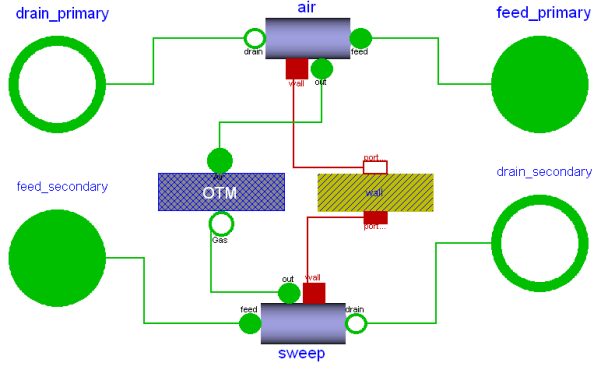 air
drain_primary
feed_primary
drain
feed
wall
out
port...
Air
feed_secondary
OTM
wall
drain_secondary
port...
Gas
out
wall
feed
drain
sweep